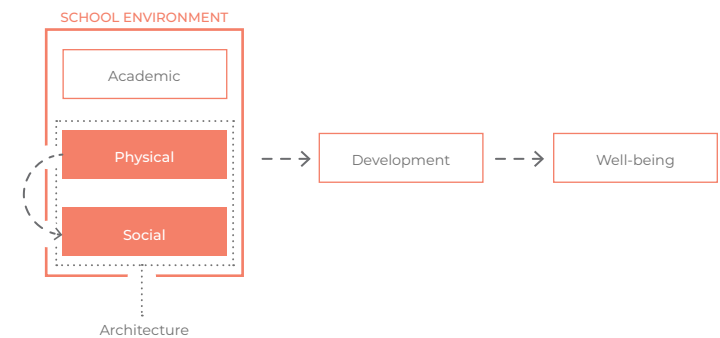 SCHOOL ENVIRONMENT
Academic
Physical
Development
Well-being
Social
Architecture